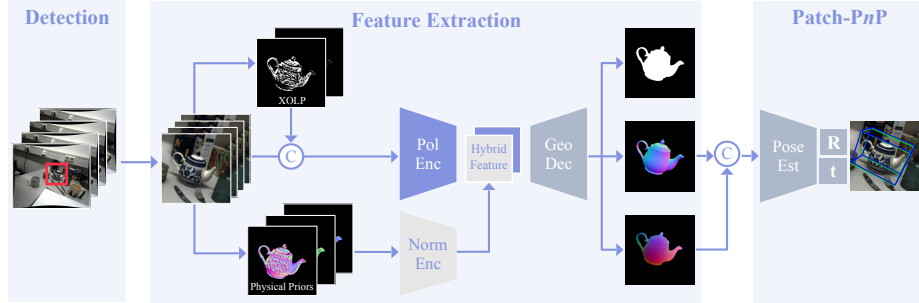 Detection
Feature Extraction
Patch-PnP
XOLP
C
Pol
Enc
Hybrid
Feature
Geo
Dec
C
Pose
Est
R
t
Physical Priors
Norm
Enc